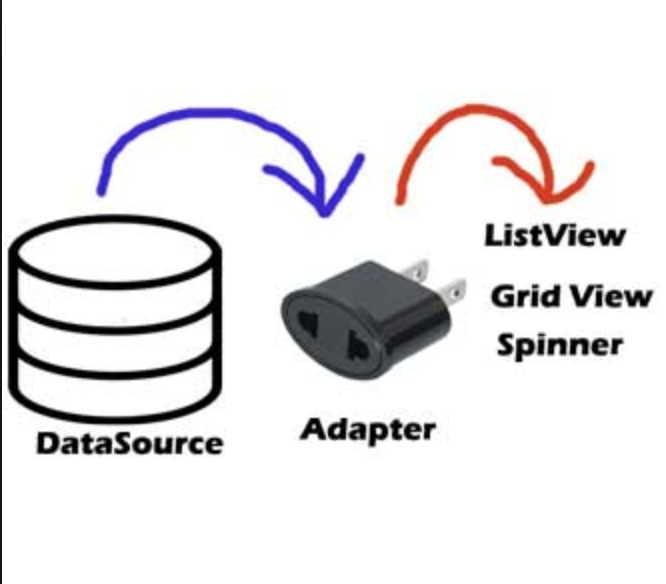 DataSource
Adapter
ListView
Grid View
Spinner